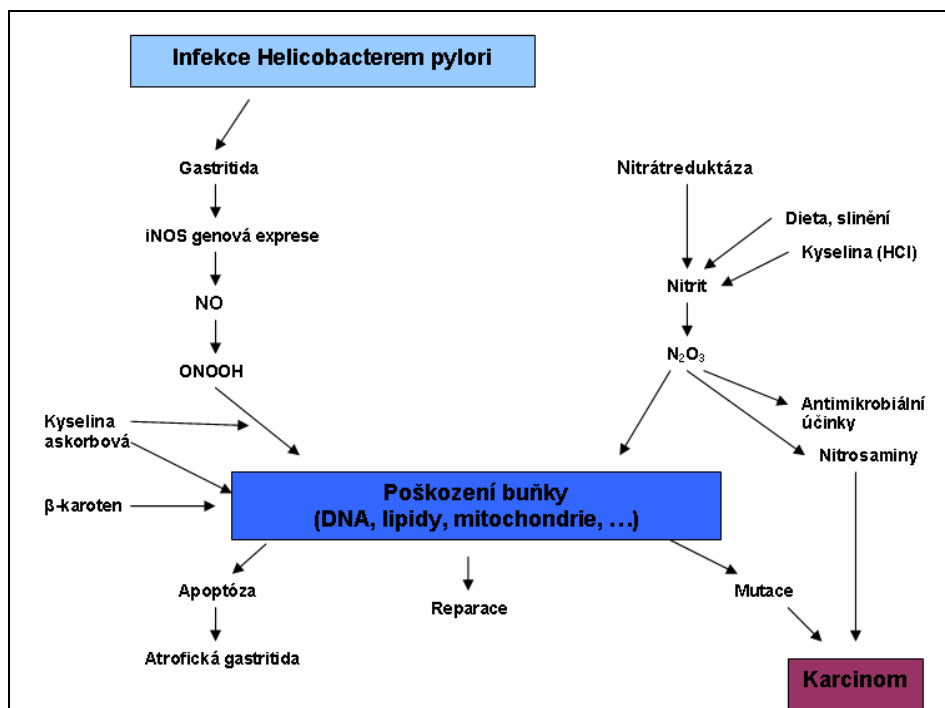 Infekce Helicobacterem pylori
Gastritida
Nitrátreduktáza
Dieta, slinění
iNOS genová exprese
Kyselina (HCl)
Nitrit
NO
N₂O₃
ONOOH
Antimikrobiální
účinky
Kyselina
askorbová
Nitrosaminy
β-karoten
Poškození buňky
(DNA, lipidy, mitochondrie, …)
Apoptóza
Reparace
Mutace
Atrofická gastritida
Karcinom